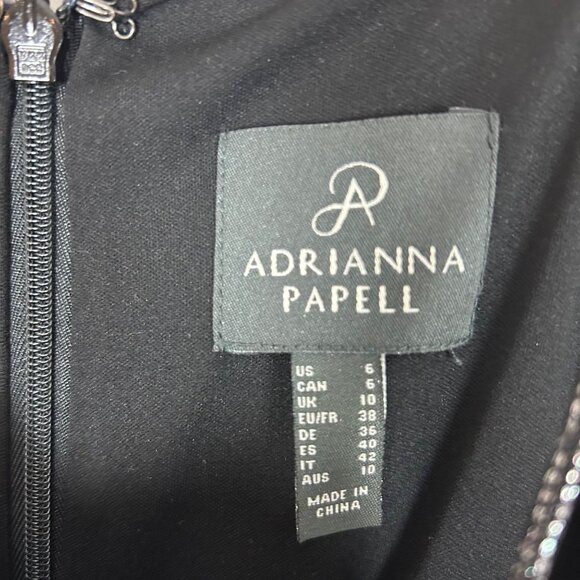 ADRIANNA
PAPELL
US 6
CAN 6
UK 10
EU/FR 38
DE 36
ES 40
IT 42
AUS 10
MADE IN
CHINA